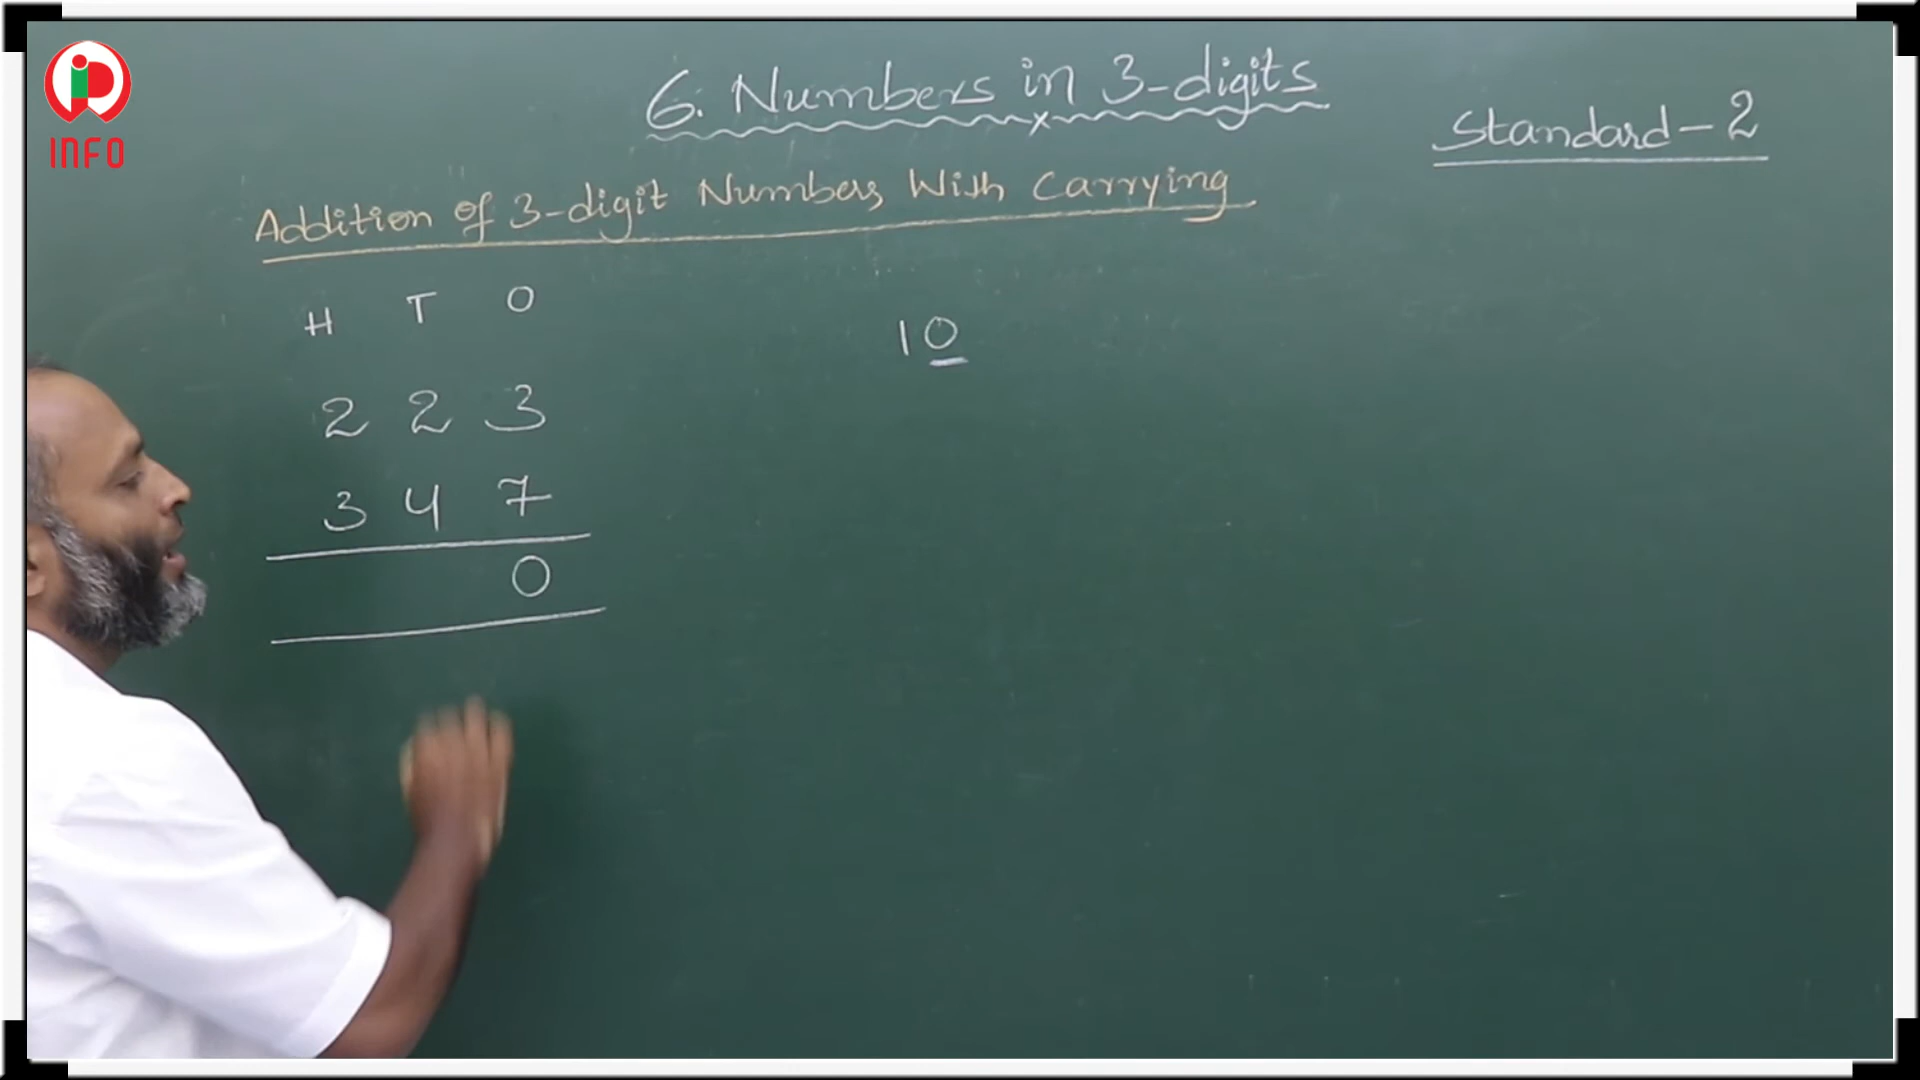 INFO
6. Numbers in 3-digits
Standard-2
Addition of 3-digit Numbers With Carrying
H T O
10
2 2 3
3 4 7
0